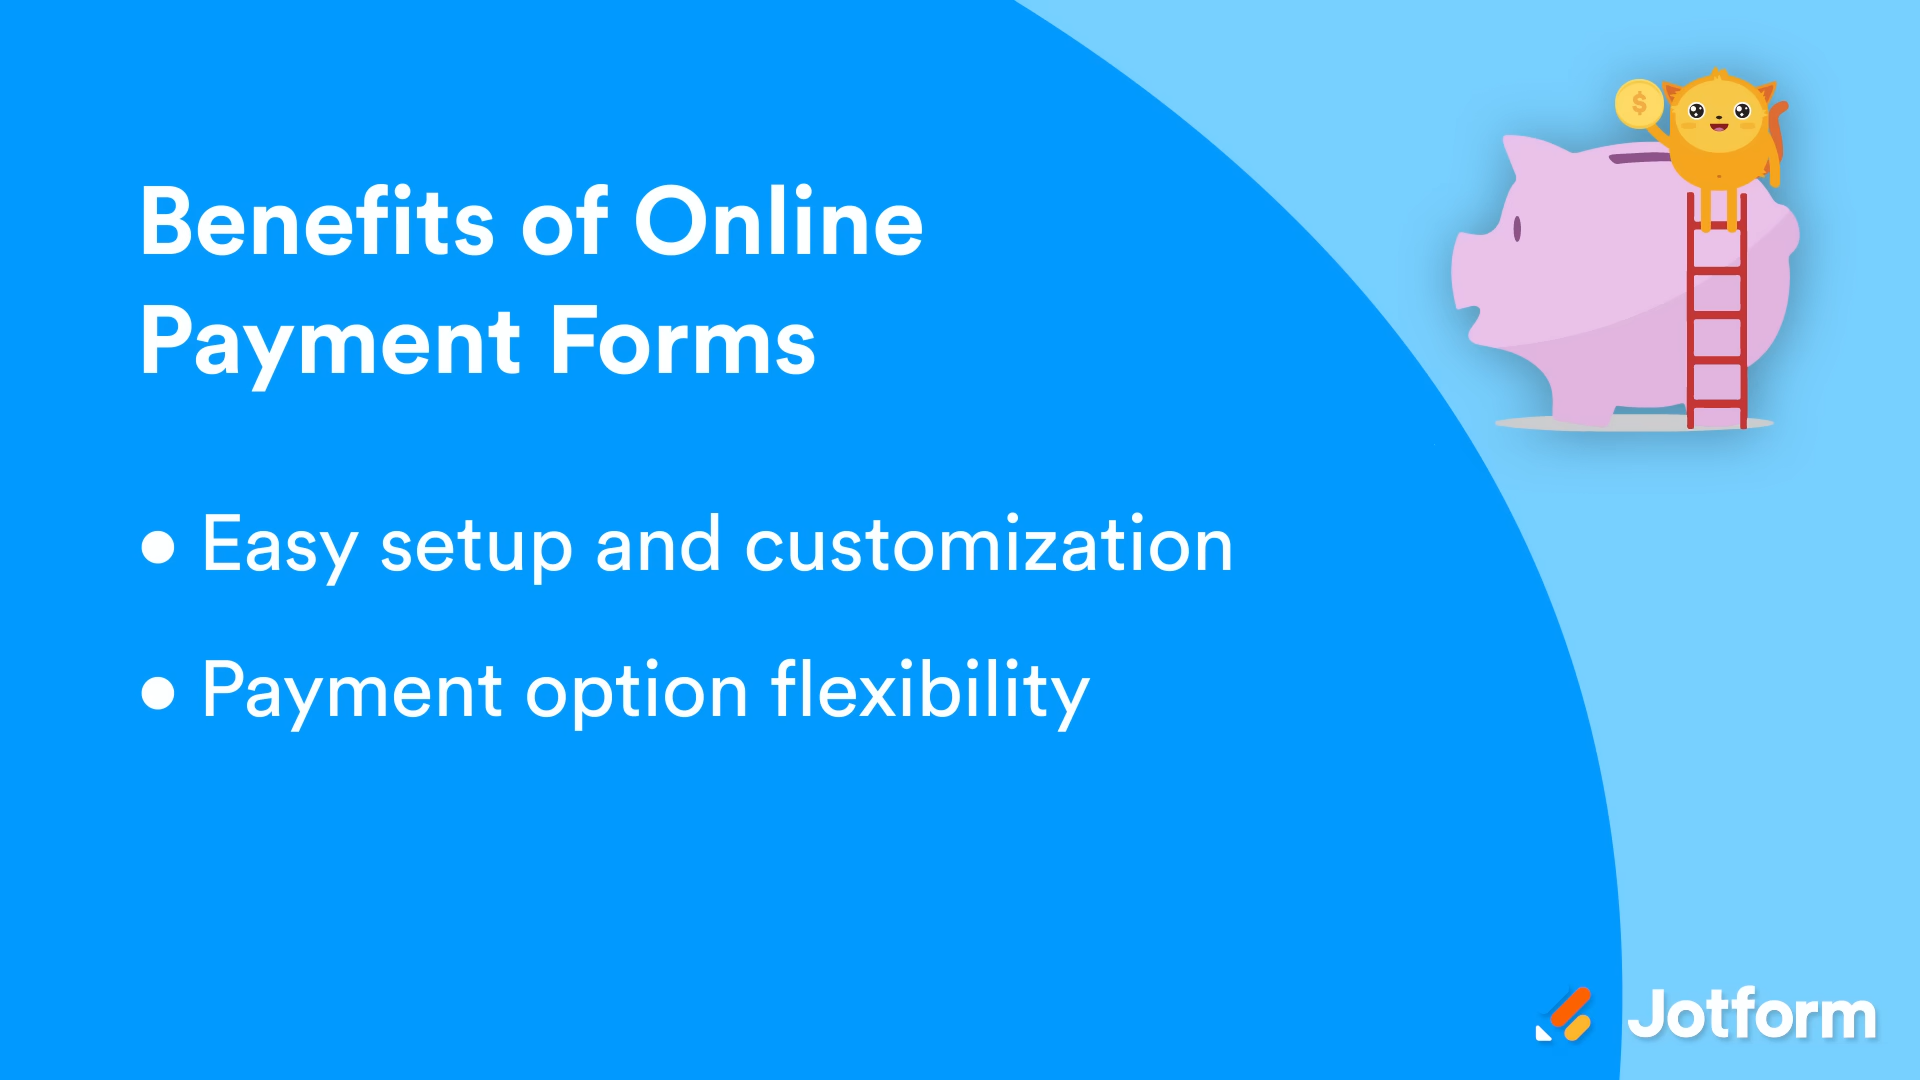 Benefits of Online
Payment Forms
● Easy setup and customization
● Payment option flexibility
$
Jotform